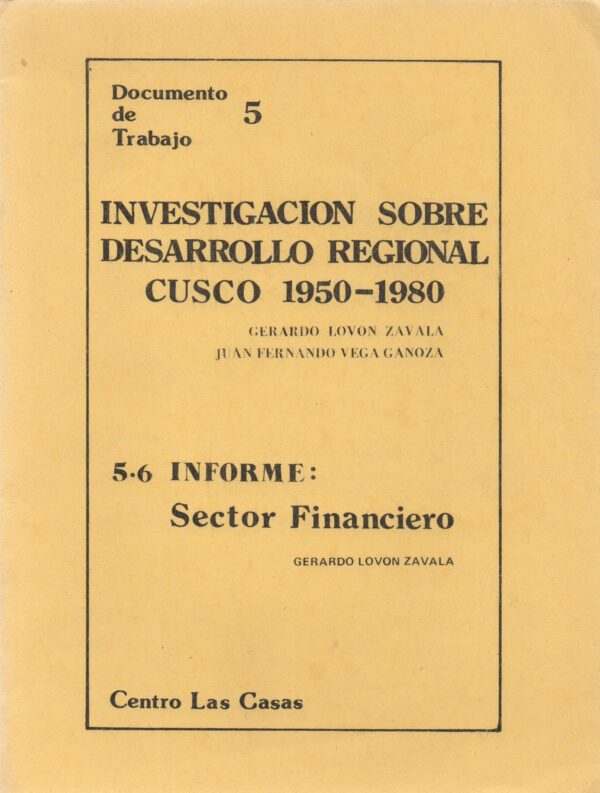 Documento
de
Trabajo
5
INVESTIGACION SOBRE
DESARROLLO REGIONAL
CUSCO 1950-1980
GERARDO LOVON ZAVALA
JUAN FERNANDO VEGA GANOZA
5.6 INFORME:
Sector Financiero
GERARDO LOVON ZAVALA
Centro Las Casas